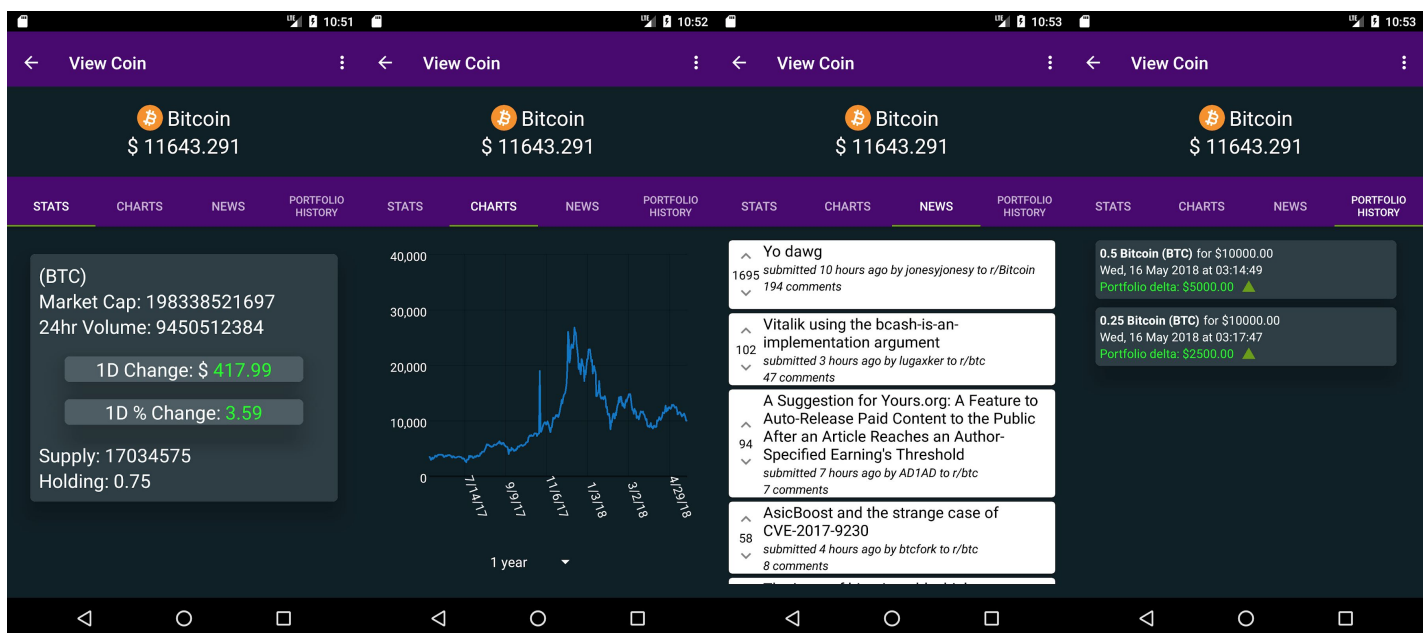 LTE 10:51
View Coin
Bitcoin
$ 11643.291
STATS CHARTS NEWS PORTFOLIO
HISTORY
(BTC)
Market Cap: 198338521697
24hr Volume: 9450512384
1D Change: $ 417.99
1D % Change: 3.59
Supply: 17034575
Holding: 0.75
LTE 10:52
View Coin
Bitcoin
$ 11643.291
STATS CHARTS NEWS PORTFOLIO
HISTORY
40,000
30,000
20,000
10,000
0
7/14/17
9/9/17
11/6/17
1/3/18
3/2/18
4/29/18
1 year
LTE 10:53
View Coin
Bitcoin
$ 11643.291
STATS CHARTS NEWS PORTFOLIO
HISTORY
Yo dawg
1695 submitted 10 hours ago by jonesyjonesy to r/Bitcoin
194 comments
Vitalik using the bcash-is-an-
implementation argument
102
submitted 3 hours ago by lugaxker to r/btc
47 comments
A Suggestion for Yours.org: A Feature to
Auto-Release Paid Content to the Public
After an Article Reaches an Author-
94
Specified Earning's Threshold
submitted 7 hours ago by AD1AD to r/btc
7 comments
AsicBoost and the strange case of
CVE-2017-9230
58
submitted 4 hours ago by btcfork to r/btc
8 comments
LTE 10:53
View Coin
Bitcoin
$ 11643.291
STATS CHARTS NEWS PORTFOLIO
HISTORY
0.5 Bitcoin (BTC) for $10000.00
Wed, 16 May 2018 at 03:14:49
Portfolio delta: $5000.00
0.25 Bitcoin (BTC) for $10000.00
Wed, 16 May 2018 at 03:17:47
Portfolio delta: $2500.00